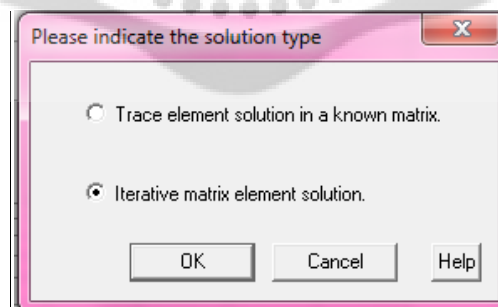 Please indicate the solution type
Trace element solution in a known matrix.
Iterative matrix element solution.
OK Cancel Help